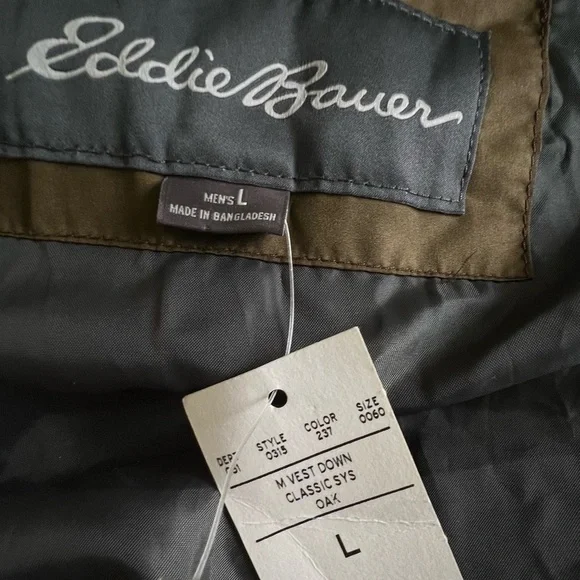 Eddie Bauer
MEN'S L
MADE IN BANGLADESH
STYLE COLOR SIZE
0315 237 0060
M VEST DOWN
CLASSIC SYS
OAK
L